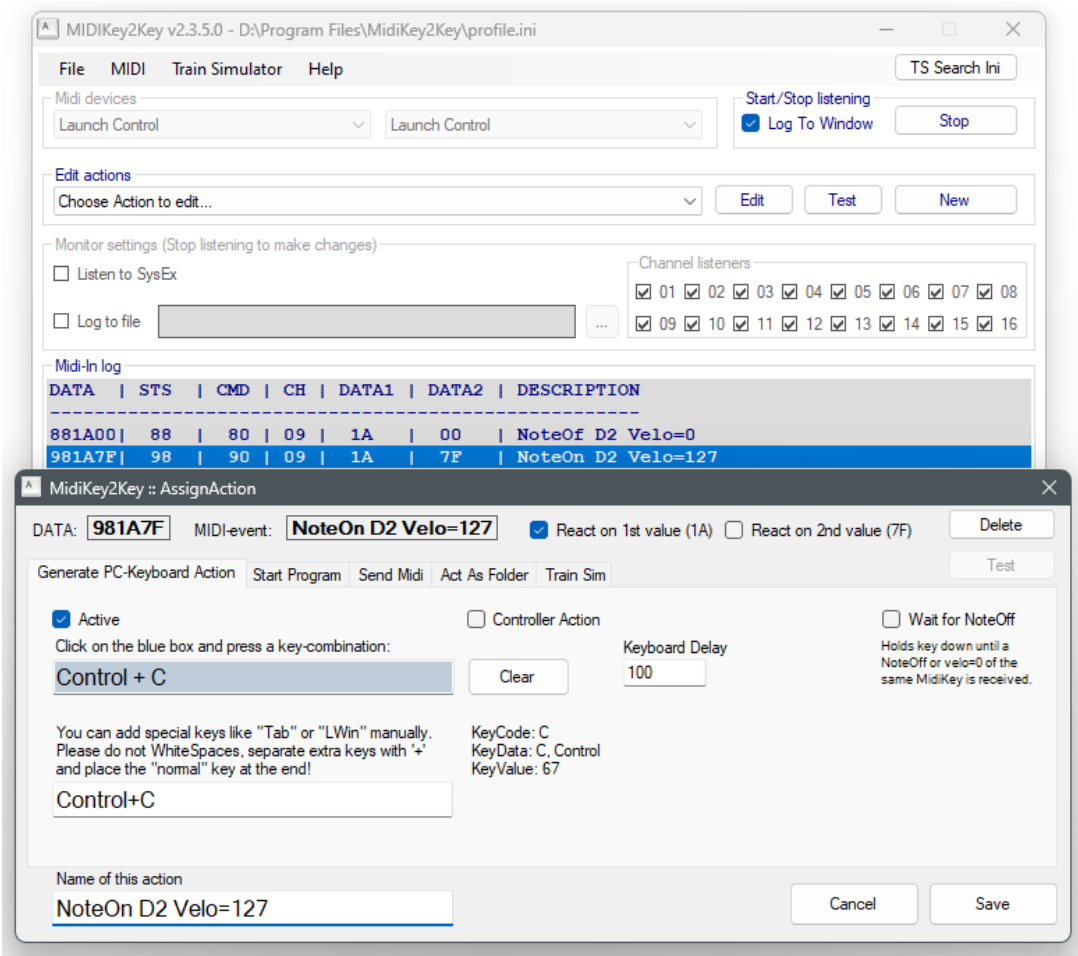 MIDIKey2Key v2.3.5.0 - D:\Program Files\MidiKey2Key\profile.ini
File MIDI Train Simulator Help TS Search Ini
Midi devices
Launch Control Launch Control
Start/Stop listening
Log To Window Stop
Edit actions
Choose Action to edit... Edit Test New
Monitor settings (Stop listening to make changes)
Listen to SysEx
Log to file ...
Channel listeners
01 02 03 04 05 06 07 08
09 10 11 12 13 14 15 16
Midi-In log
DATA | STS | CMD | CH | DATA1 | DATA2 | DESCRIPTION
-----------------------------------------------------
881A00| 88 | 80 | 09 | 1A | 00 | NoteOf D2 Velo=0
981A7F| 98 | 90 | 09 | 1A | 7F | NoteOn D2 Velo=127
A MidiKey2Key :: AssignAction
DATA: 981A7F MIDI-event: NoteOn D2 Velo=127 React on 1st value (1A) React on 2nd value (7F) Delete
Test
Generate PC-Keyboard Action Start Program Send Midi Act As Folder Train Sim
Active Controller Action Wait for NoteOff
Click on the blue box and press a key-combination:
Control + C Clear
Keyboard Delay
100
Holds key down until a
NoteOff or velo=0 of the
same MidiKey is received.
You can add special keys like "Tab" or "LWin" manually.
Please do not WhiteSpaces, separate extra keys with '+'
and place the "normal" key at the end!
Control+C
KeyCode: C
KeyData: C, Control
KeyValue: 67
Name of this action
NoteOn D2 Velo=127
Cancel Save